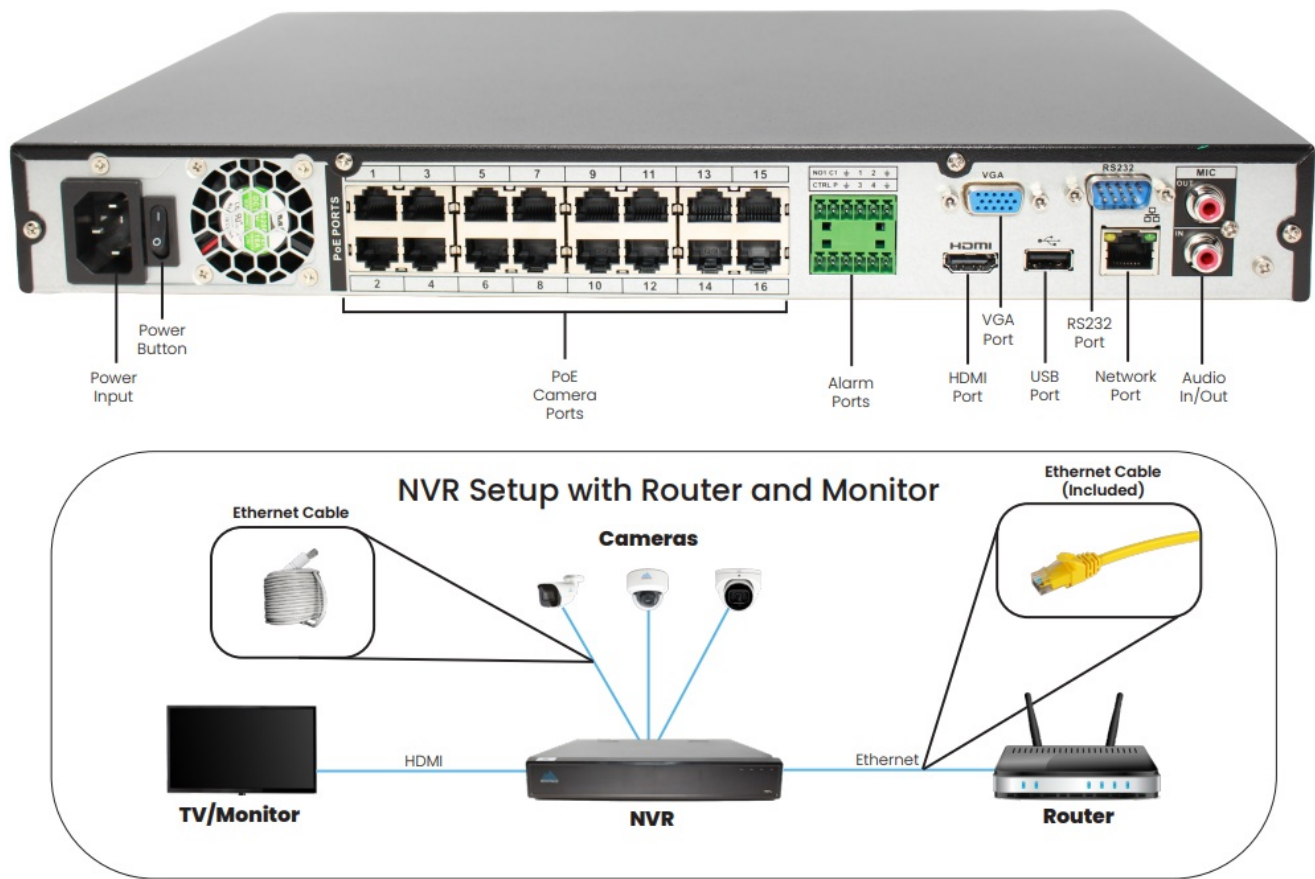 1 3 5 7 9 11 13 15
PoE PORTS
2 4 6 8 10 12 14 16
NO1 C1 ⏚ 1 2 ⏚
CTRL P ⏚ 3 4 ⏚
VGA
RS232
MIC
OUT
IN
HDMI
Power
Input
Power
Button
PoE
Camera
Ports
Alarm
Ports
HDMI
Port
VGA
Port
USB
Port
RS232
Port
Network
Port
Audio
In/Out
NVR Setup with Router and Monitor
Ethernet Cable
Cameras
Ethernet Cable
(Included)
HDMI
Ethernet
TV/Monitor
NVR
Router